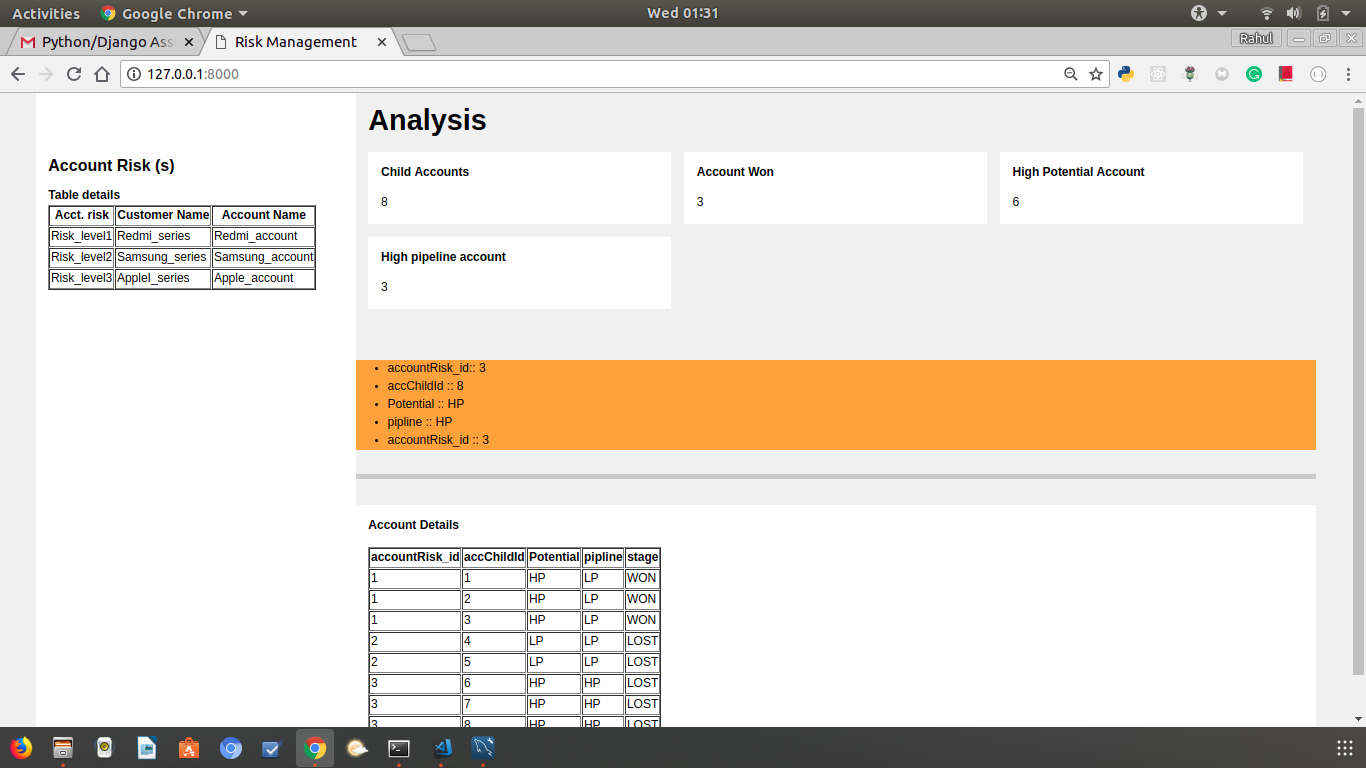 Activities Google Chrome Wed 01:31
Python/Django Ass Risk Management Rahul
127.0.0.1:8000
Analysis
Account Risk (s)
Table details
Acct. risk Customer Name Account Name
Risk_level1 Redmi_series Redmi_account
Risk_level2 Samsung_series Samsung_account
Risk_level3 Applel_series Apple_account
Child Accounts Account Won High Potential Account
8 3 6
High pipeline account
3
accountRisk_id:: 3
accChildId :: 8
Potential :: HP
pipline :: HP
accountRisk_id :: 3
Account Details
accountRisk_id accChildId Potential pipline stage
1 1 HP LP WON
1 2 HP LP WON
1 3 HP LP WON
2 4 LP LP LOST
2 5 LP LP LOST
3 6 HP HP LOST
3 7 HP HP LOST
3 8 HP HP LOST